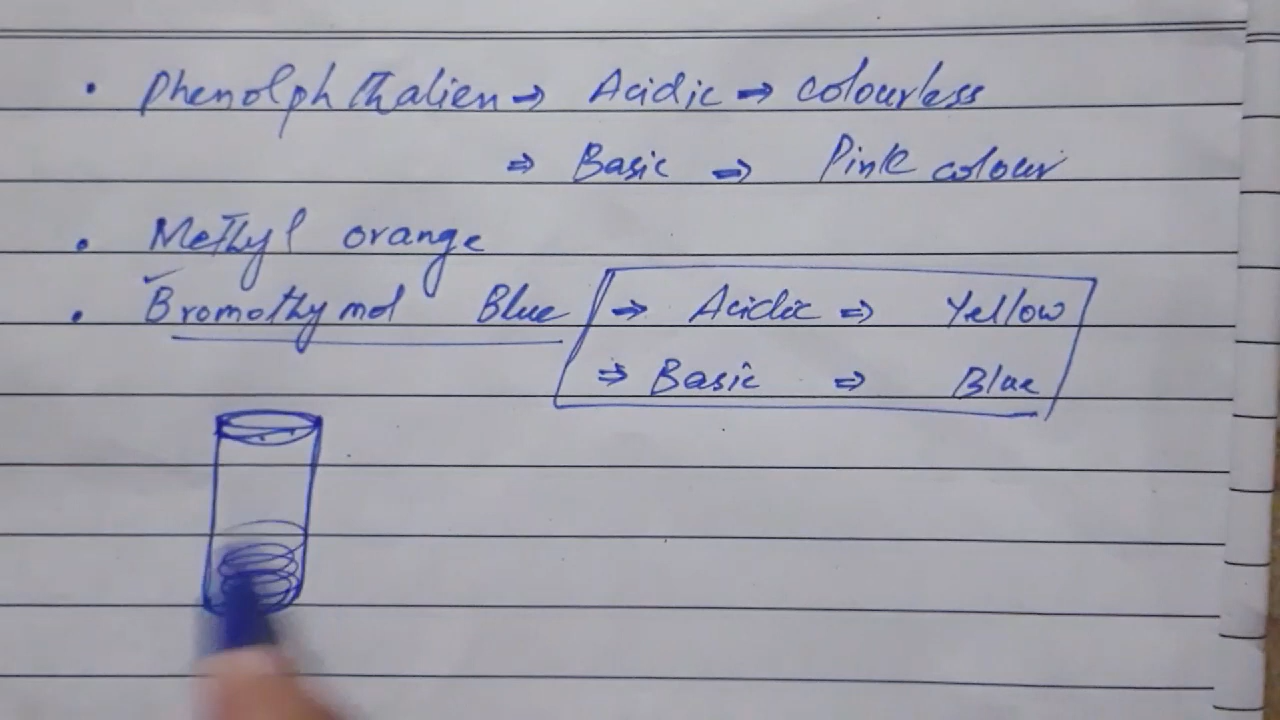 • Phenolphthalien → Acidic → colourless
⇒ Basic ⇒ Pink colour
• Methyl orange
• Bromothymol Blue ⇒ Acidic ⇒ Yellow
⇒ Basic ⇒ Blue